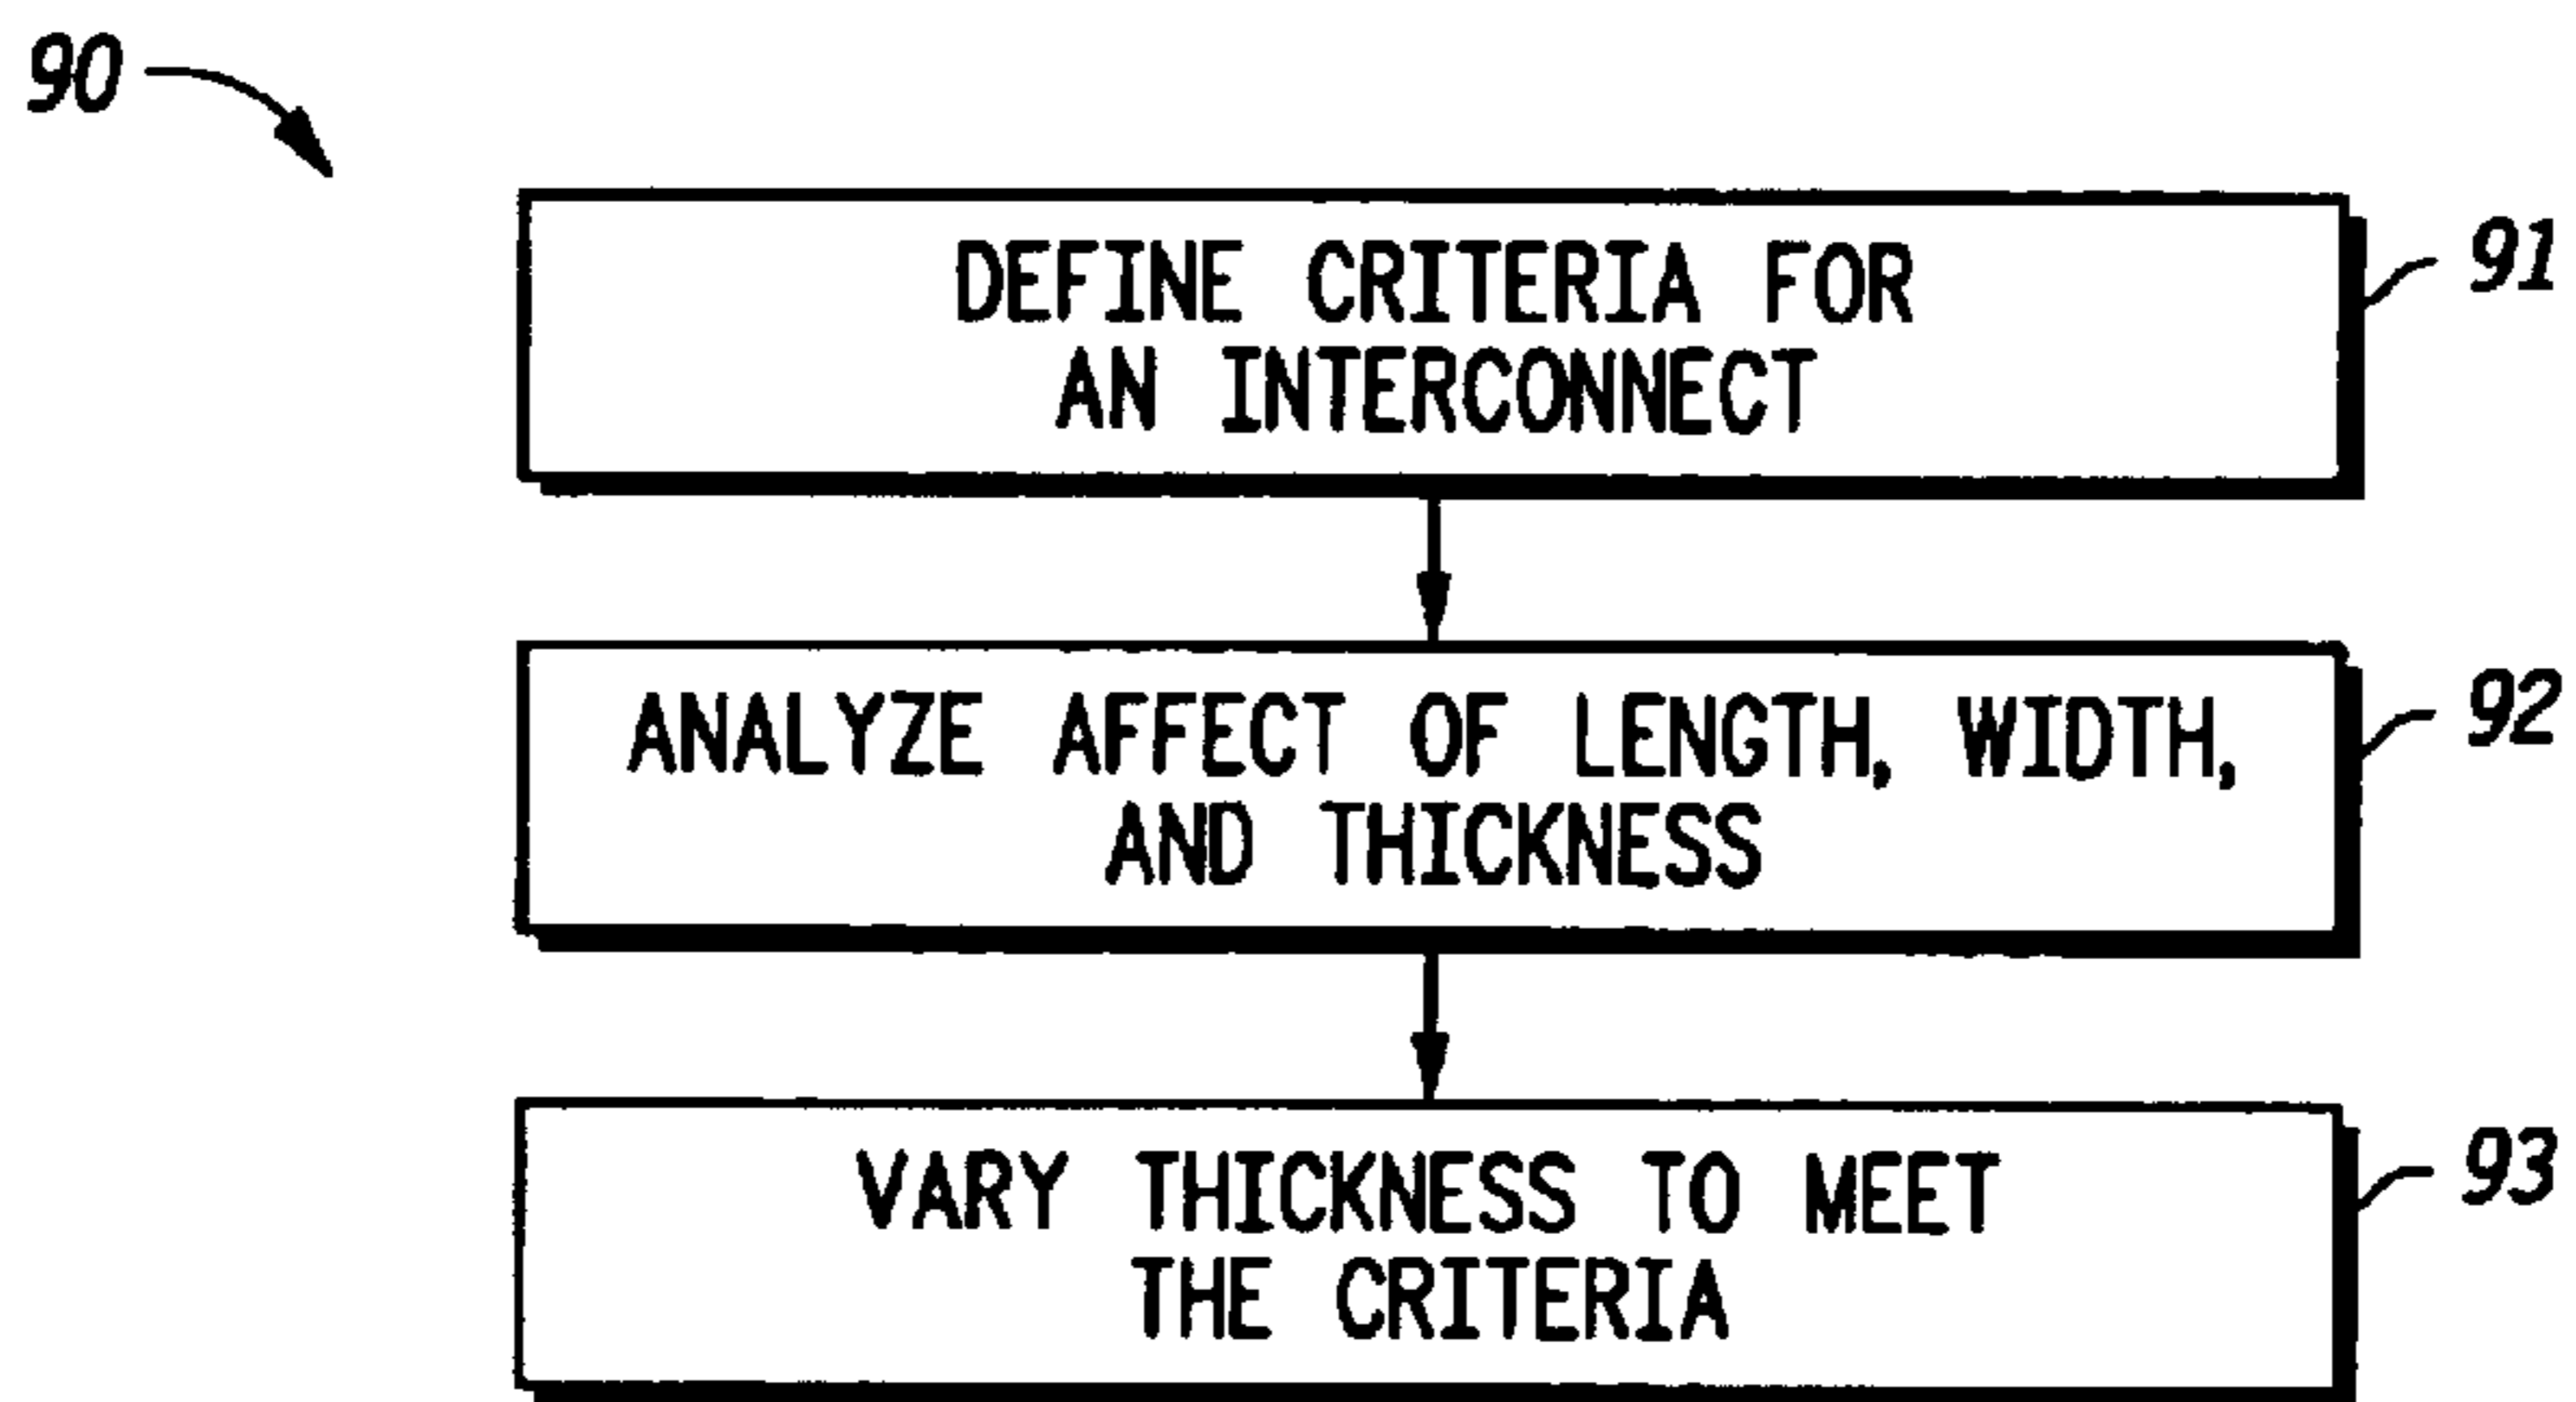 90
DEFINE CRITERIA FOR
AN INTERCONNECT
91
ANALYZE AFFECT OF LENGTH, WIDTH,
AND THICKNESS
92
VARY THICKNESS TO MEET
THE CRITERIA
93